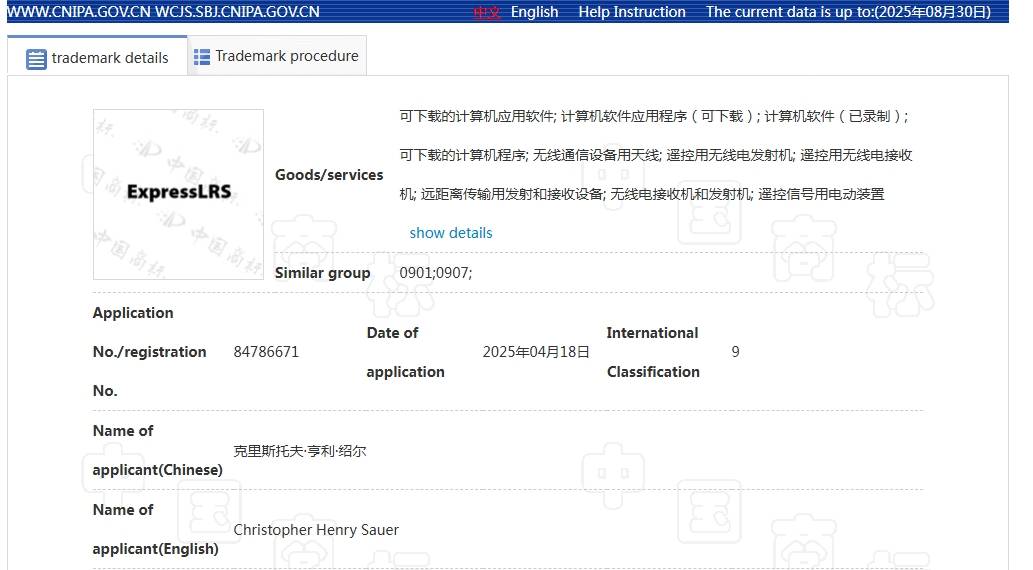 WWW.CNIPA.GOV.CN WCJS.SBJ.CNIPA.GOV.CN 中文 English Help Instruction The current data is up to:(2025年08月30日)
trademark details Trademark procedure
ExpressLRS
Goods/services
可下载的计算机应用软件; 计算机软件应用程序（可下载）; 计算机软件（已录制）;
可下载的计算机程序; 无线通信设备用天线; 遥控用无线电发射机; 遥控用无线电接收
机; 远距离传输用发射和接收设备; 无线电接收机和发射机; 遥控信号用电动装置
show details
Similar group 0901;0907;
Application
No./registration
No.
84786671
Date of
application
2025年04月18日
International
Classification
9
Name of
applicant(Chinese)
克里斯托夫·亨利·绍尔
Name of
applicant(English)
Christopher Henry Sauer
中国商标